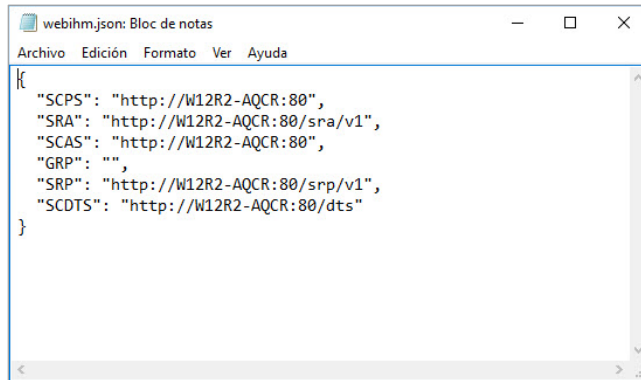 webihm.json: Bloc de notas
Archivo Edición Formato Ver Ayuda
{
"SCPS": "http://W12R2-AQCR:80",
"SRA": "http://W12R2-AQCR:80/sra/v1",
"SCAS": "http://W12R2-AQCR:80",
"GRP": "",
"SRP": "http://W12R2-AQCR:80/srp/v1",
"SCDTS": "http://W12R2-AQCR:80/dts"
}